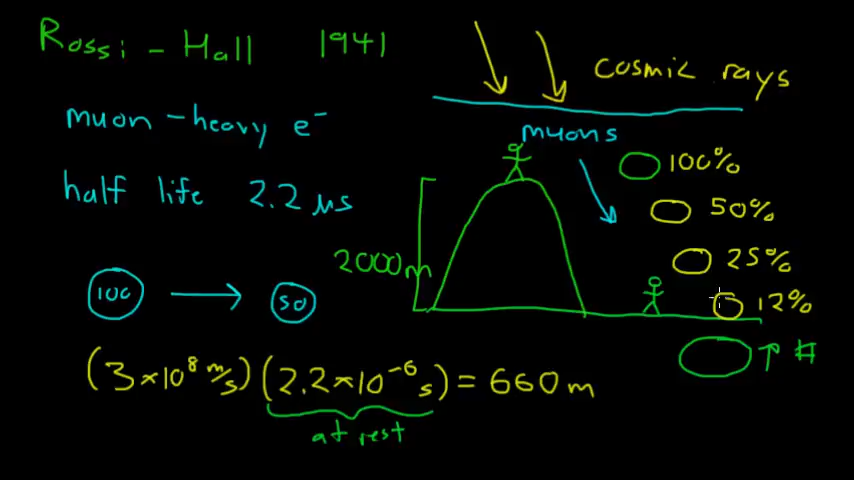 Rossi - Hall 1941
cosmic rays
muon - heavy e⁻
muons
100%
half life 2.2 μs
50%
2000m
25%
100 → 50
12%
(3×10⁸ m/s)(2.2×10⁻⁶ s) = 660 m
↑ #
at rest